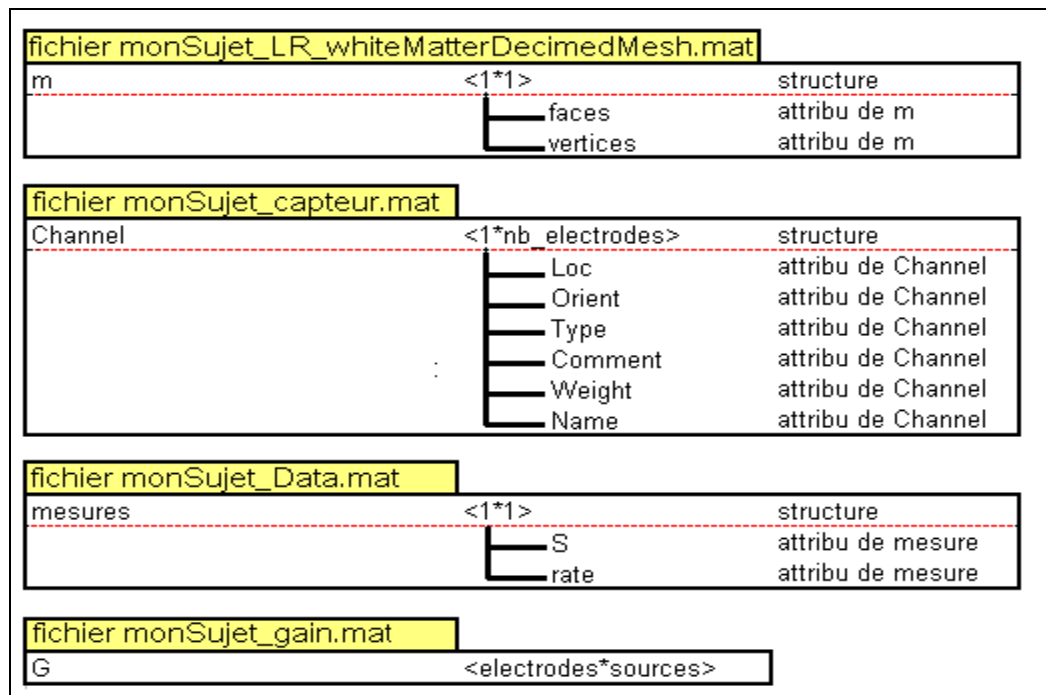 fichier monSujet_LR_whiteMatterDecimedMesh.mat
m <1*1> structure
faces attribu de m
vertices attribu de m
fichier monSujet_capteur.mat
Channel <1*nb_electrodes> structure
Loc attribu de Channel
Orient attribu de Channel
Type attribu de Channel
: Comment attribu de Channel
Weight attribu de Channel
Name attribu de Channel
fichier monSujet_Data.mat
mesures <1*1> structure
S attribu de mesure
rate attribu de mesure
fichier monSujet_gain.mat
G <electrodes*sources>